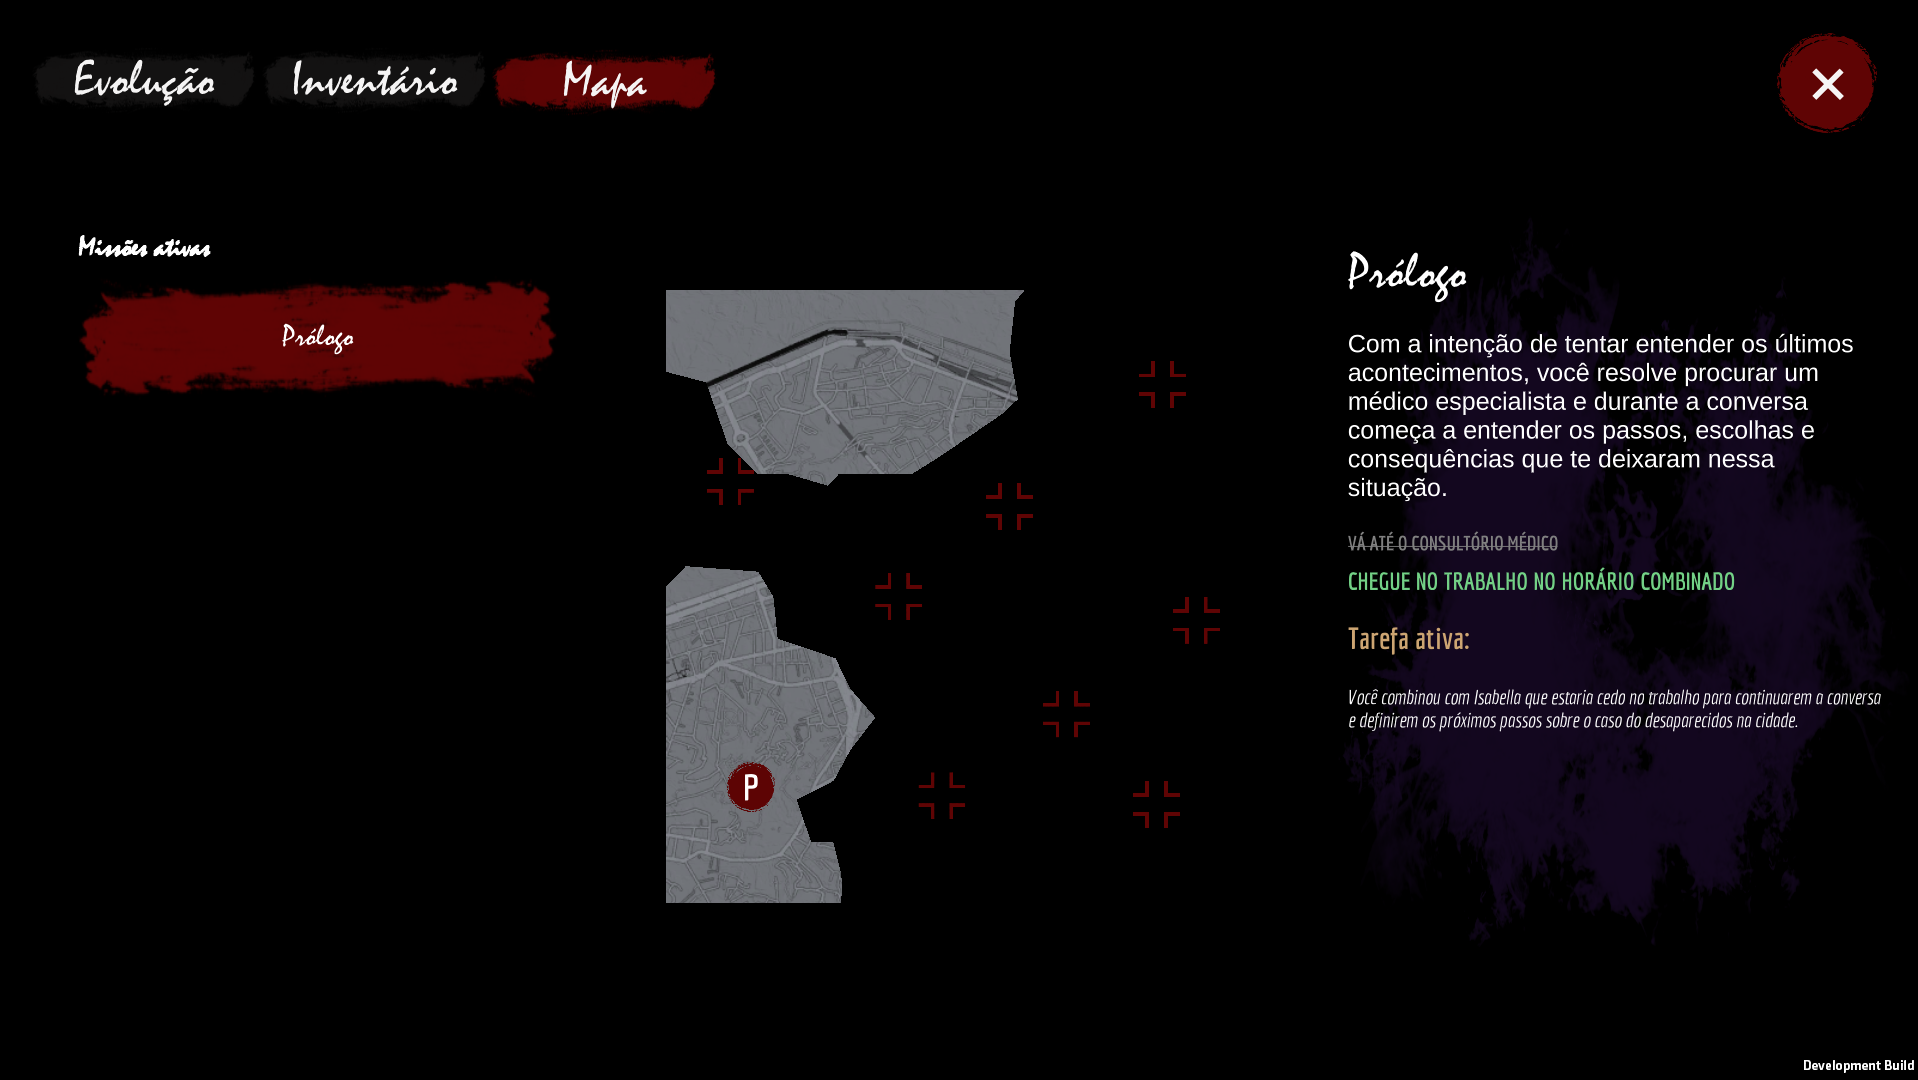 Evolução
Inventário
Mapa
Missões ativas
Prólogo
P
Prólogo
Com a intenção de tentar entender os últimos
acontecimentos, você resolve procurar um
médico especialista e durante a conversa
começa a entender os passos, escolhas e
consequências que te deixaram nessa
situação.
VÁ ATÉ O CONSULTÓRIO MÉDICO
CHEGUE NO TRABALHO NO HORÁRIO COMBINADO
Tarefa ativa:
Você combinou com Isabella que estaria cedo no trabalho para continuarem a conversa
e definirem os próximos passos sobre o caso do desaparecidos na cidade.
Development Build